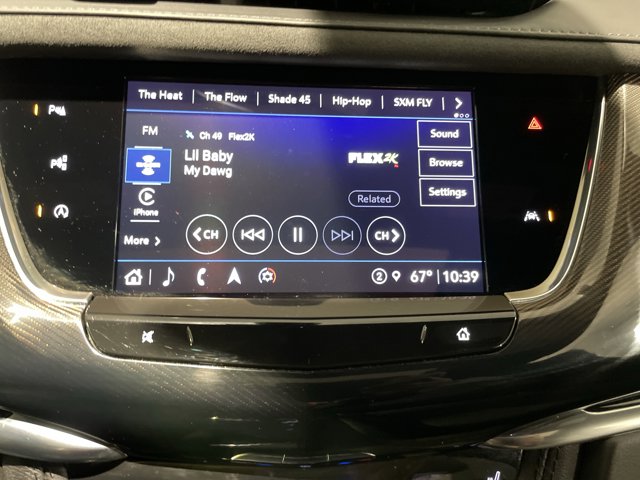 The Heat | The Flow | Shade 45 | Hip-Hop | SXM FLY
FM
Ch 49 Flex2K
Sound
Lil Baby
My Dawg
FLEX2K
Browse
Related
Settings
iPhone
CH
CH
More
2 67° 10:39